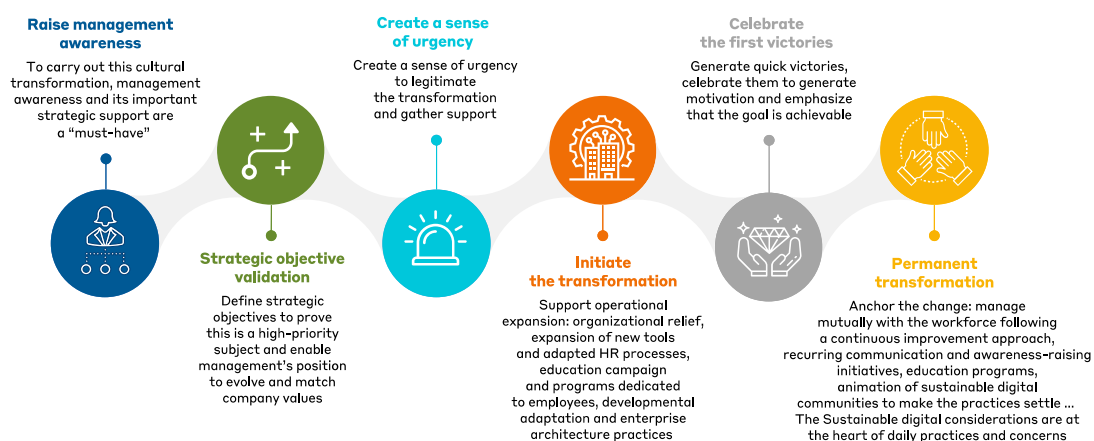 Raise management
awareness
To carry out this cultural
transformation, management
awareness and its important
strategic support are
a “must-have”
Strategic objective
validation
Define strategic
objectives to prove
this is a high-priority
subject and enable
management’s position
to evolve and match
company values
Create a sense
of urgency
Create a sense of urgency
to legitimate
the transformation
and gather support
Initiate
the transformation
Support operational
expansion: organizational relief,
expansion of new tools
and adapted HR processes,
education campaign
and programs dedicated
to employees, developmental
adaptation and enterprise
architecture practices
Celebrate
the first victories
Generate quick victories,
celebrate them to generate
motivation and emphasize
that the goal is achievable
Permanent
transformation
Anchor the change: manage
mutually with the workforce following
a continuous improvement approach,
recurring communication and awareness-raising
initiatives, education programs,
animation of sustainable digital
communities to make the practices settle ...
The Sustainable digital considerations are at
the heart of daily practices and concerns